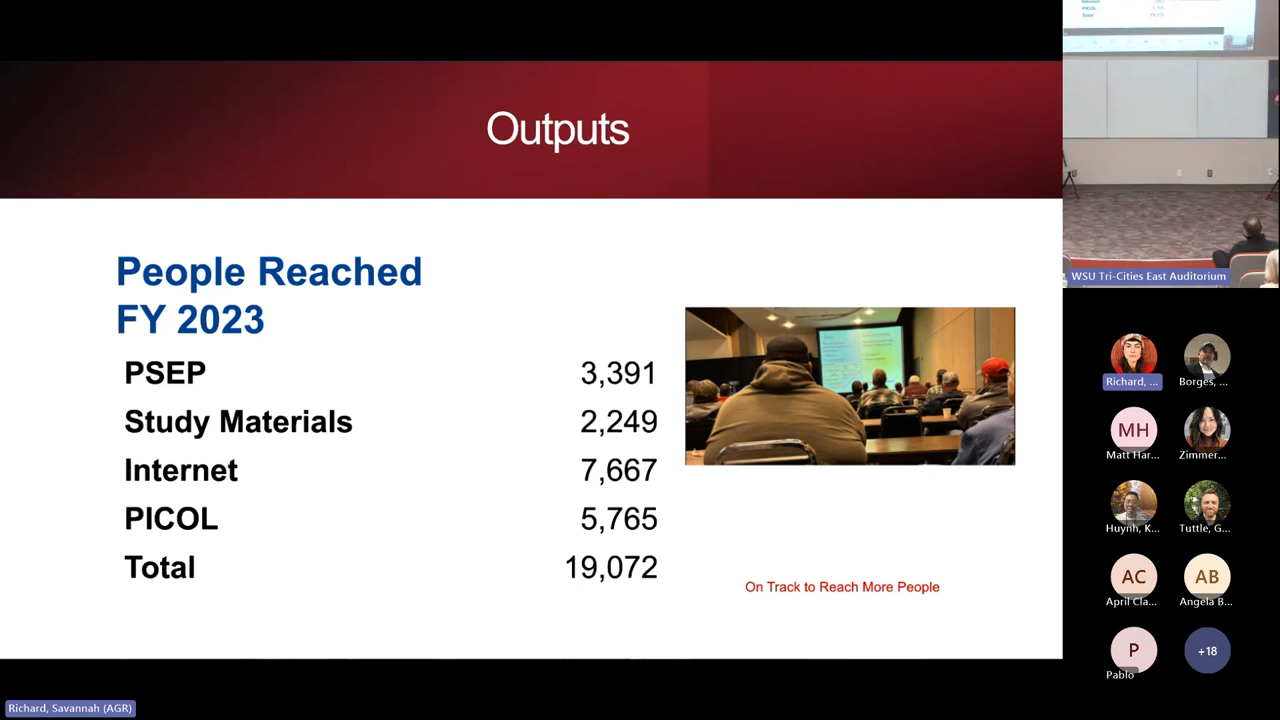 Outputs
People Reached
FY 2023
PSEP 3,391
Study Materials 2,249
Internet 7,667
PICOL 5,765
Total 19,072
On Track to Reach More People
PICOL
Total
WSU Tri-Cities East Auditorium
Richard, ...
Borges, ...
MH
Matt Har...
Zimmer...
Huynh, K...
Tuttle, G...
AC
April Cla...
AB
Angela B...
P
Pablo
+18
Richard, Savannah (AGR)